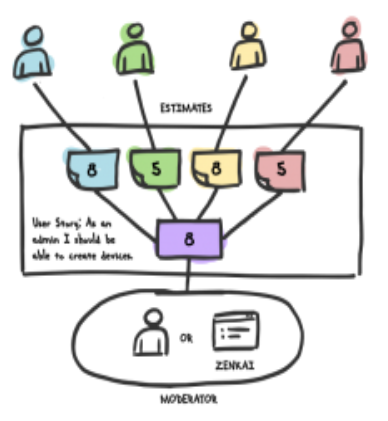 ESTIMATES
8 5 8 5
User Story; As an
admin I should be
able to create devices.
8
OR
ZENKAI
MODERATOR